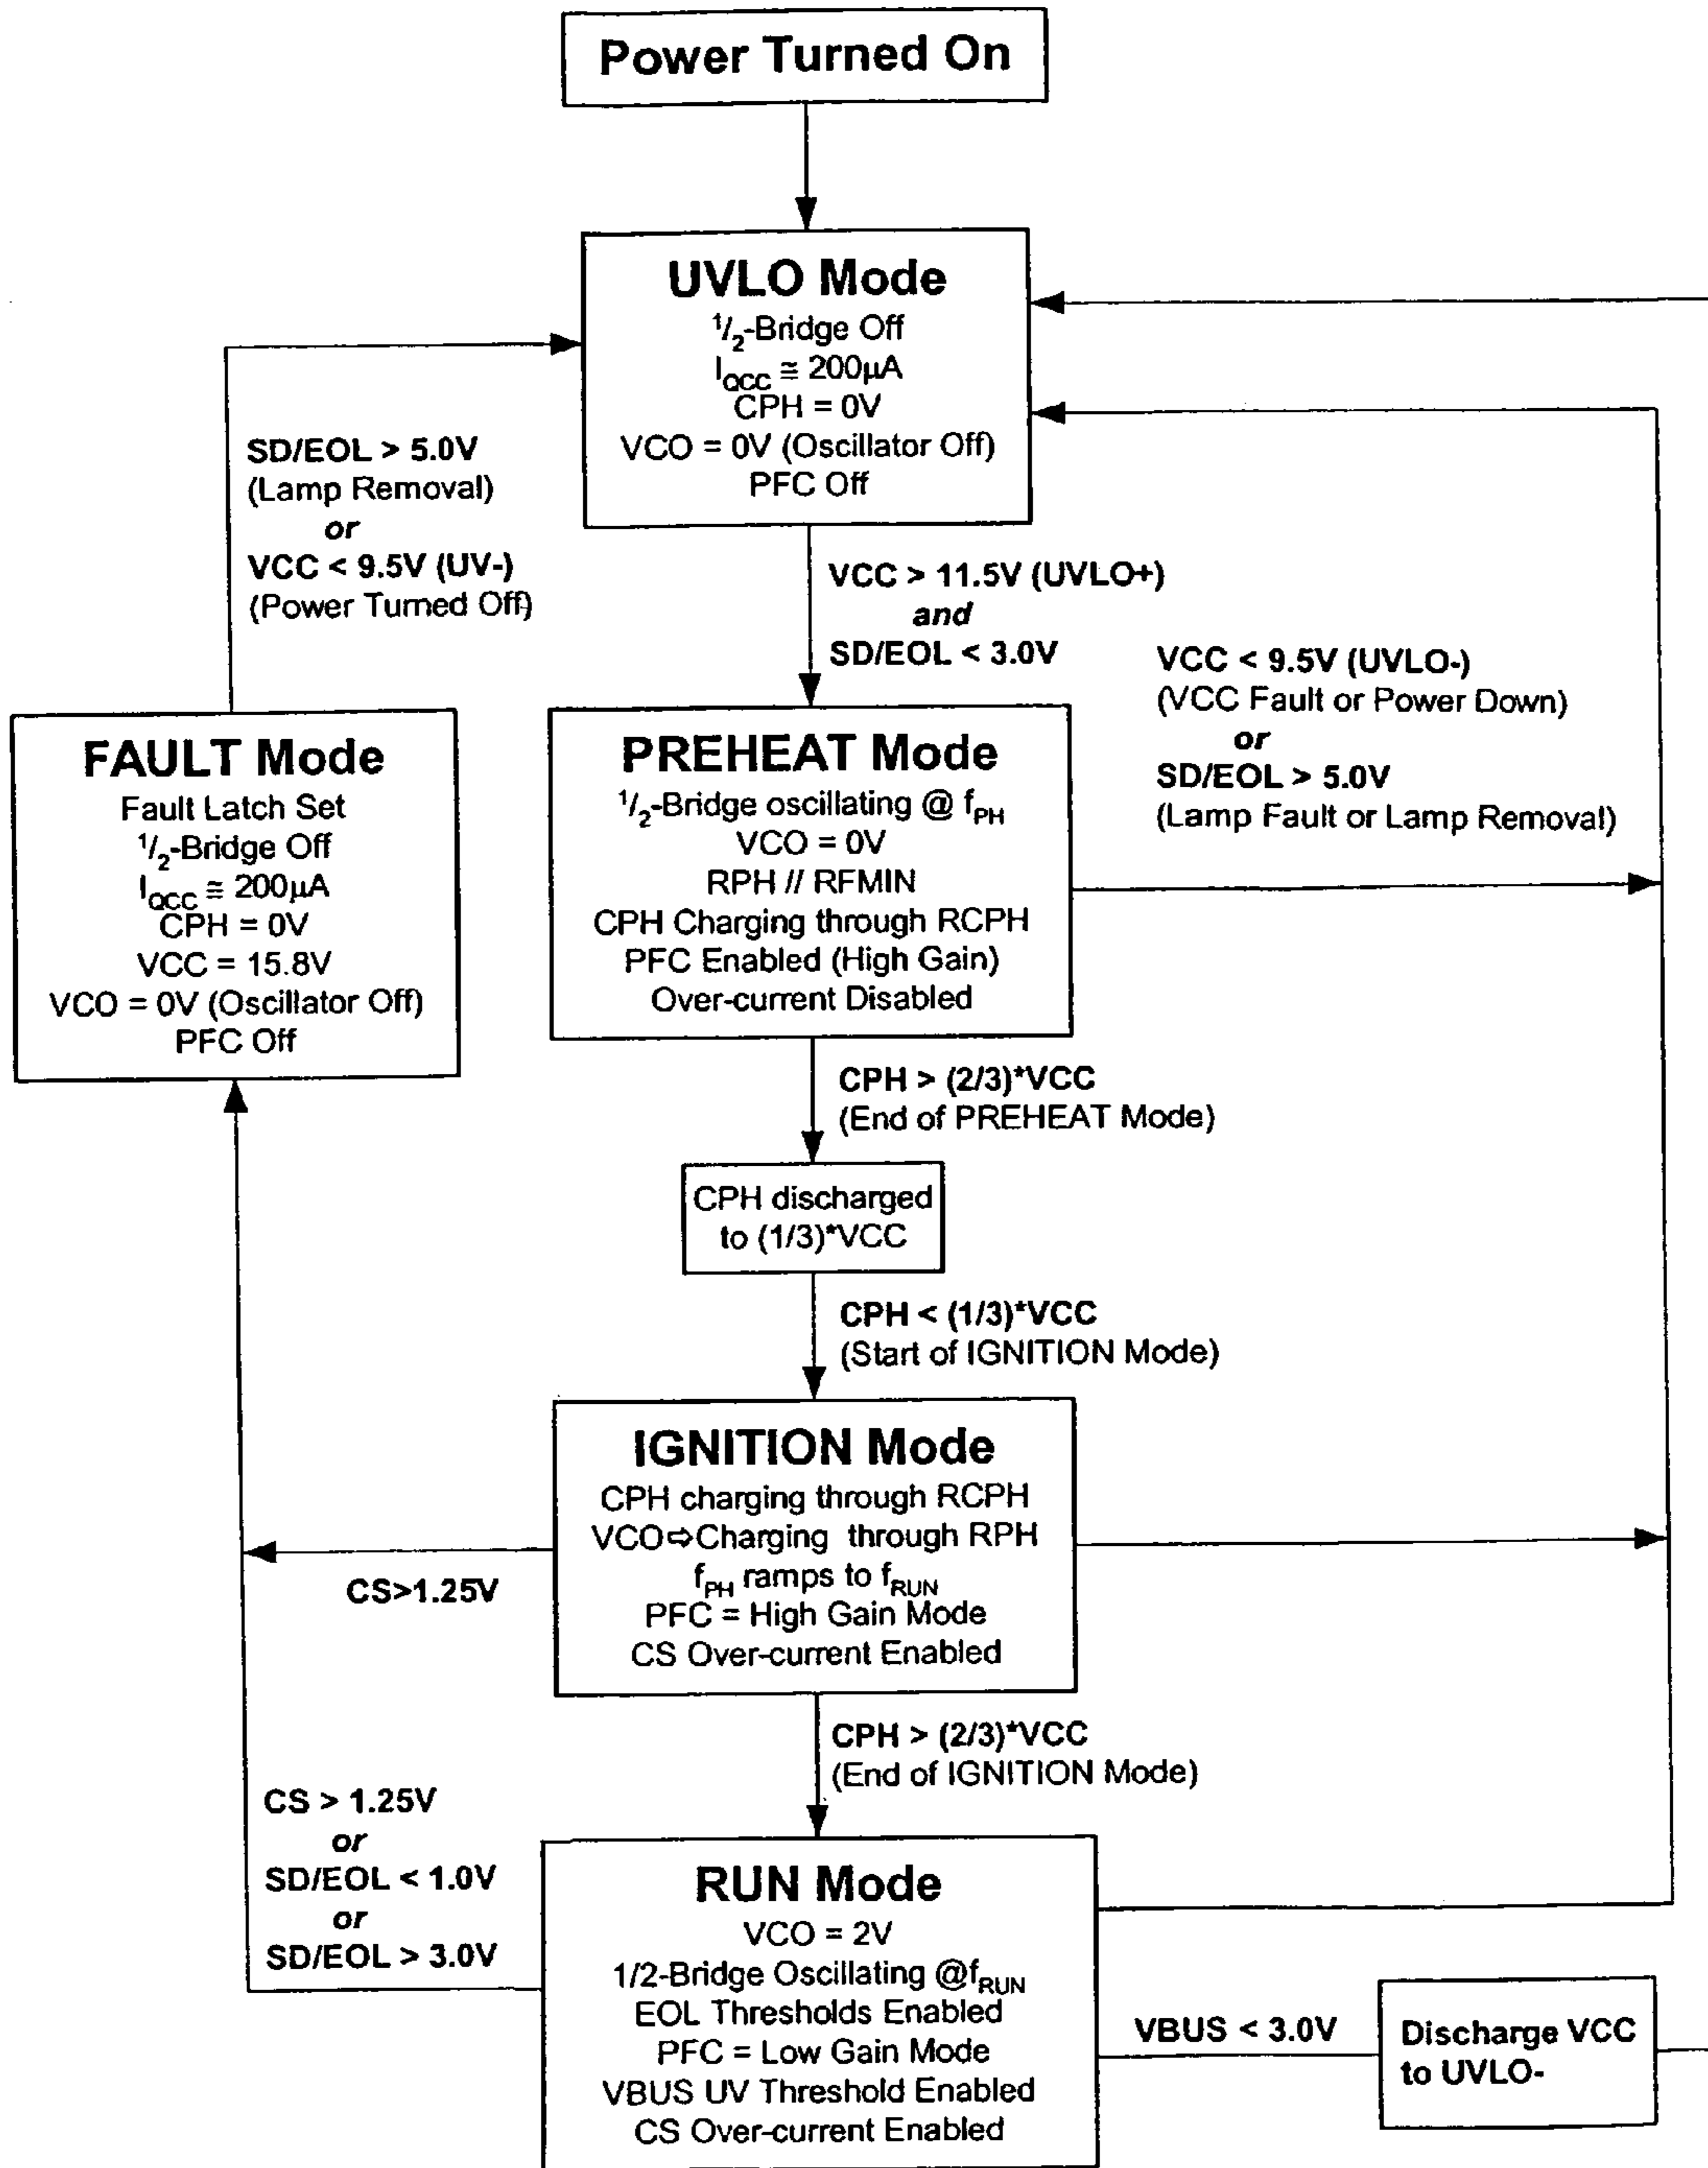 Power Turned On
UVLO Mode
1/2-Bridge Off
IQCC ≅ 200µA
CPH = 0V
VCO = 0V (Oscillator Off)
PFC Off
SD/EOL > 5.0V
(Lamp Removal)
or
VCC < 9.5V (UV-)
(Power Turned Off)
VCC > 11.5V (UVLO+)
and
SD/EOL < 3.0V
VCC < 9.5V (UVLO-)
(VCC Fault or Power Down)
or
SD/EOL > 5.0V
(Lamp Fault or Lamp Removal)
FAULT Mode
Fault Latch Set
1/2-Bridge Off
IQCC ≅ 200µA
CPH = 0V
VCC = 15.8V
VCO = 0V (Oscillator Off)
PFC Off
PREHEAT Mode
1/2-Bridge oscillating @ fPH
VCO = 0V
RPH // RFMIN
CPH Charging through RCPH
PFC Enabled (High Gain)
Over-current Disabled
CPH > (2/3)*VCC
(End of PREHEAT Mode)
CPH discharged
to (1/3)*VCC
CPH < (1/3)*VCC
(Start of IGNITION Mode)
IGNITION Mode
CPH charging through RCPH
VCO⇨Charging through RPH
fPH ramps to fRUN
PFC = High Gain Mode
CS Over-current Enabled
CS>1.25V
CPH > (2/3)*VCC
(End of IGNITION Mode)
CS > 1.25V
or
SD/EOL < 1.0V
or
SD/EOL > 3.0V
RUN Mode
VCO = 2V
1/2-Bridge Oscillating @fRUN
EOL Thresholds Enabled
PFC = Low Gain Mode
VBUS UV Threshold Enabled
CS Over-current Enabled
VBUS < 3.0V
Discharge VCC
to UVLO-